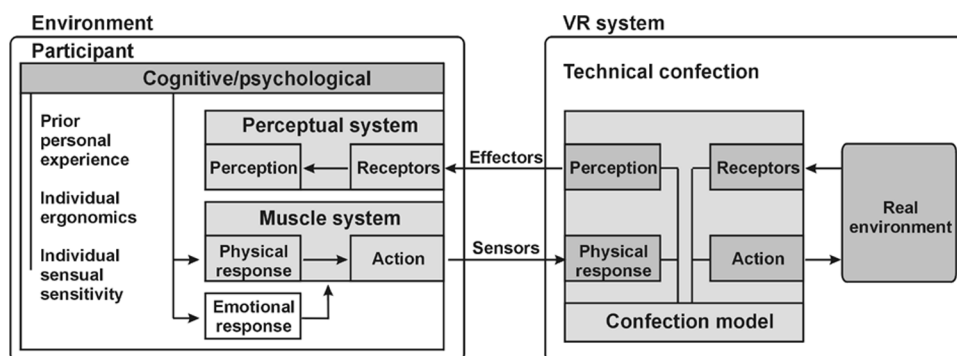 Environment
VR system
Participant
Cognitive/psychological
Technical confection
Prior
personal
experience
Individual
ergonomics
Individual
sensual
sensitivity
Perceptual system
Perception
Receptors
Muscle system
Physical
response
Action
Emotional
response
Effectors
Sensors
Perception
Receptors
Physical
response
Action
Confection model
Real
environment